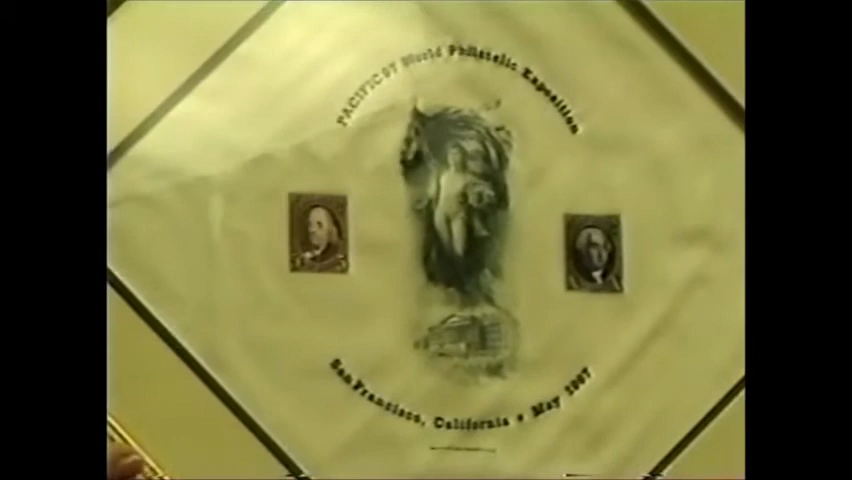 PACIFIC 97 World Philatelic Exposition
San Francisco, California • May 1997